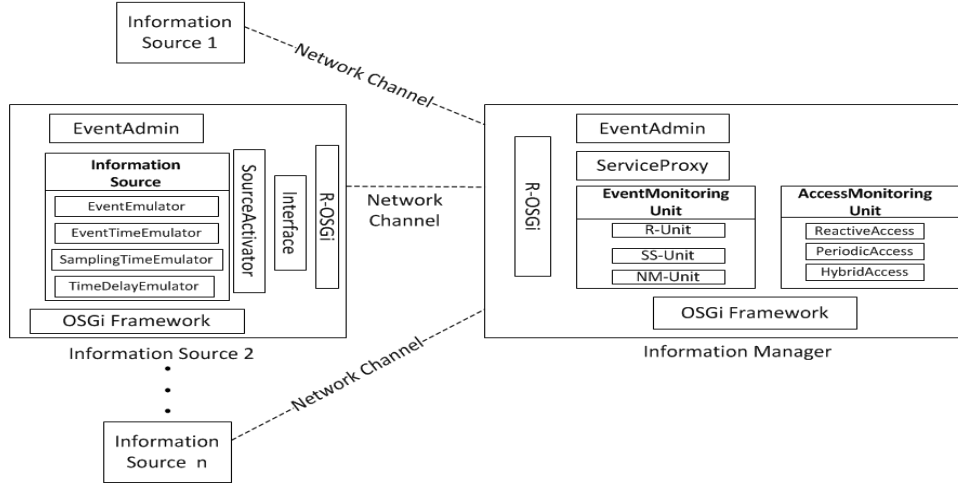 Information
Source 1
Network Channel
EventAdmin
Information
Source
EventEmulator
EventTimeEmulator
SamplingTimeEmulator
TimeDelayEmulator
SourceActivator
Interface
R-OSGi
OSGi Framework
Information Source 2
Network
Channel
R-OSGi
EventAdmin
ServiceProxy
EventMonitoring
Unit
R-Unit
SS-Unit
NM-Unit
AccessMonitoring
Unit
ReactiveAccess
PeriodicAccess
HybridAccess
OSGi Framework
Information Manager
Network Channel
Information
Source n